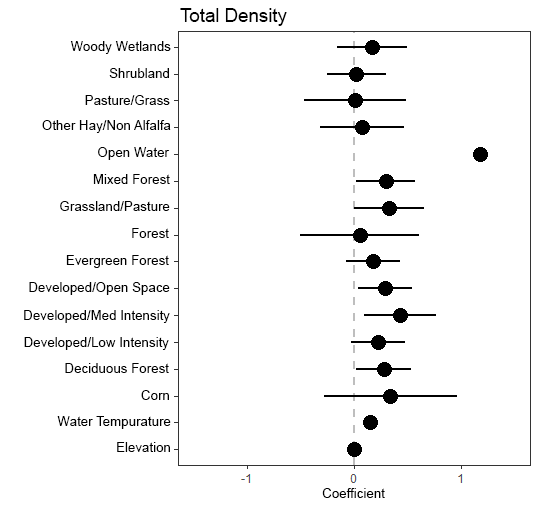 Total Density
Woody Wetlands
Shrubland
Pasture/Grass
Other Hay/Non Alfalfa
Open Water
Mixed Forest
Grassland/Pasture
Forest
Evergreen Forest
Developed/Open Space
Developed/Med Intensity
Developed/Low Intensity
Deciduous Forest
Corn
Water Tempurature
Elevation
-1 0 1
Coefficient